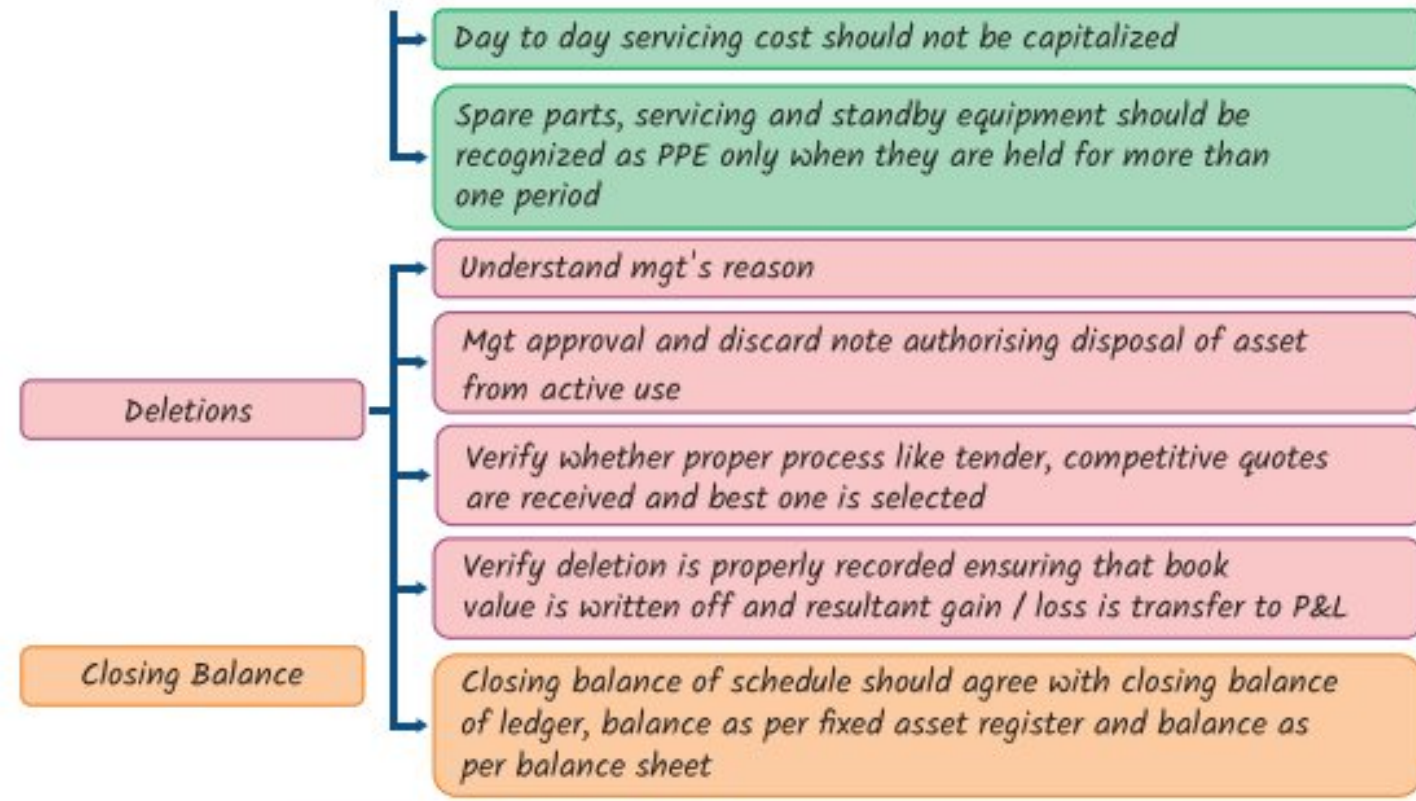 Day to day servicing cost should not be capitalized
Spare parts, servicing and standby equipment should be
recognized as PPE only when they are held for more than
one period
Deletions
Understand mgt's reason
Mgt approval and discard note authorising disposal of asset
from active use
Verify whether proper process like tender, competitive quotes
are received and best one is selected
Verify deletion is properly recorded ensuring that book
value is written off and resultant gain / loss is transfer to P&L
Closing Balance
Closing balance of schedule should agree with closing balance
of ledger, balance as per fixed asset register and balance as
per balance sheet